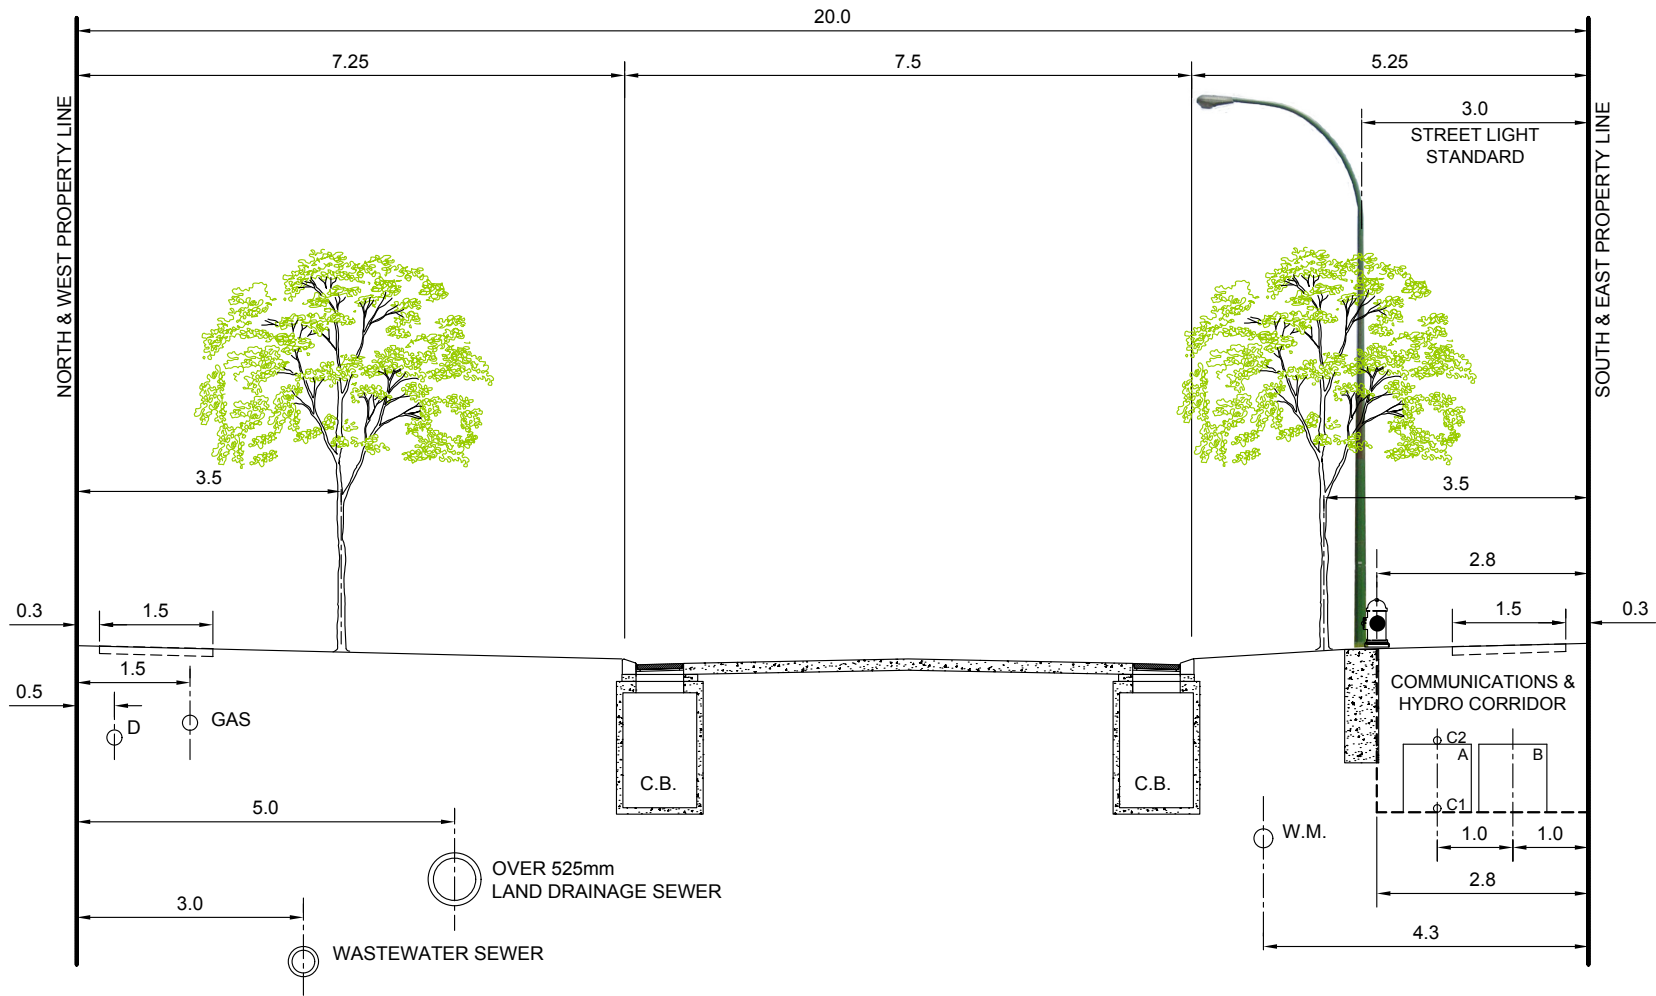 20.0
7.25
7.5
5.25
3.0
STREET LIGHT
STANDARD
NORTH & WEST PROPERTY LINE
SOUTH & EAST PROPERTY LINE
3.5
3.5
2.8
0.3
1.5
1.5
0.3
1.5
0.5
D
GAS
COMMUNICATIONS &
HYDRO CORRIDOR
C2
A
B
C.B.
C.B.
C1
5.0
W.M.
1.0
1.0
OVER 525mm
LAND DRAINAGE SEWER
2.8
3.0
4.3
WASTEWATER SEWER